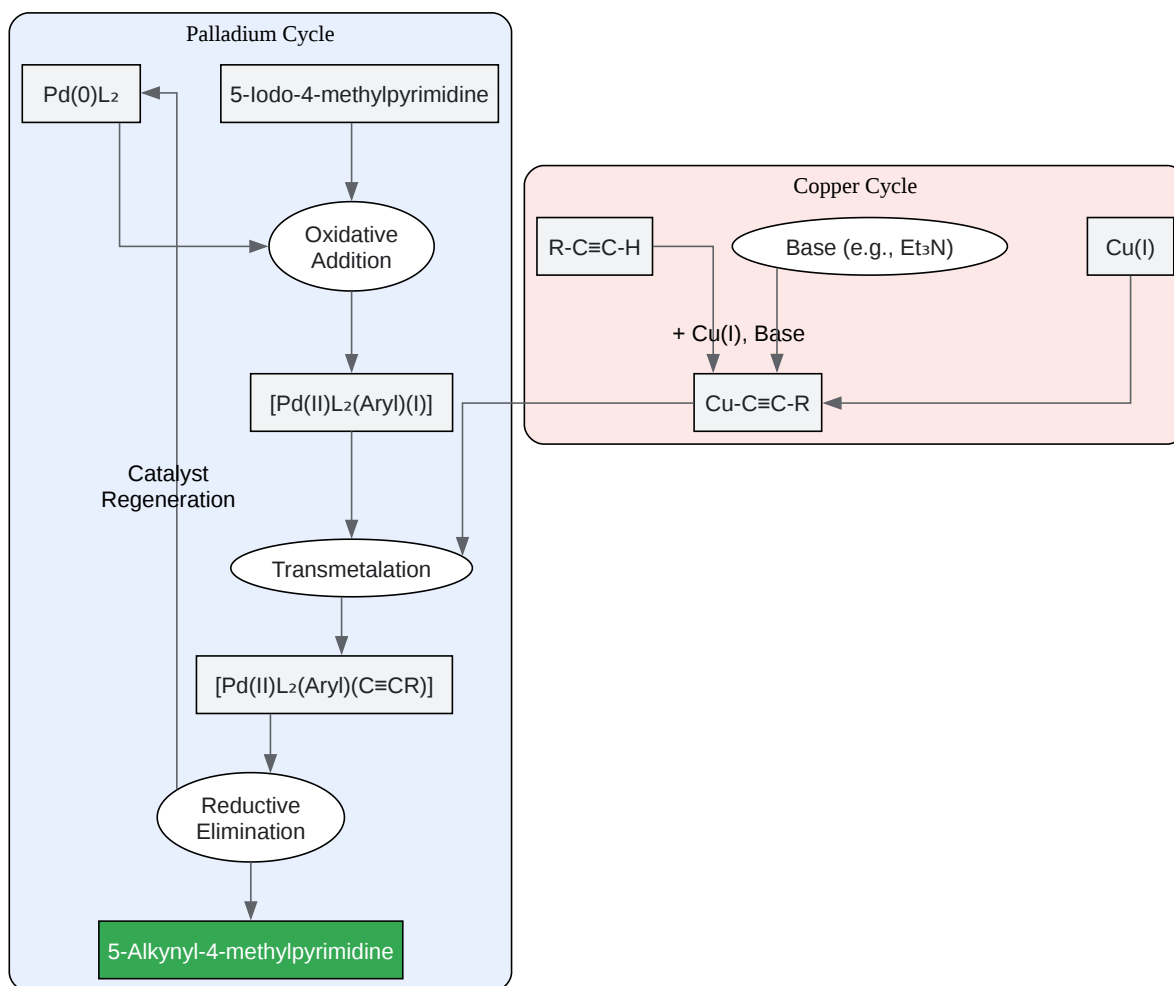 Palladium Cycle
Pd(0)L₂
5-Iodo-4-methylpyrimidine
Oxidative
Addition
[Pd(II)L₂(Aryl)(I)]
Catalyst
Regeneration
Transmetalation
[Pd(II)L₂(Aryl)(C≡CR)]
Reductive
Elimination
5-Alkynyl-4-methylpyrimidine
Copper Cycle
R-C≡C-H
Base (e.g., Et₃N)
Cu(I)
+ Cu(I), Base
Cu-C≡C-R